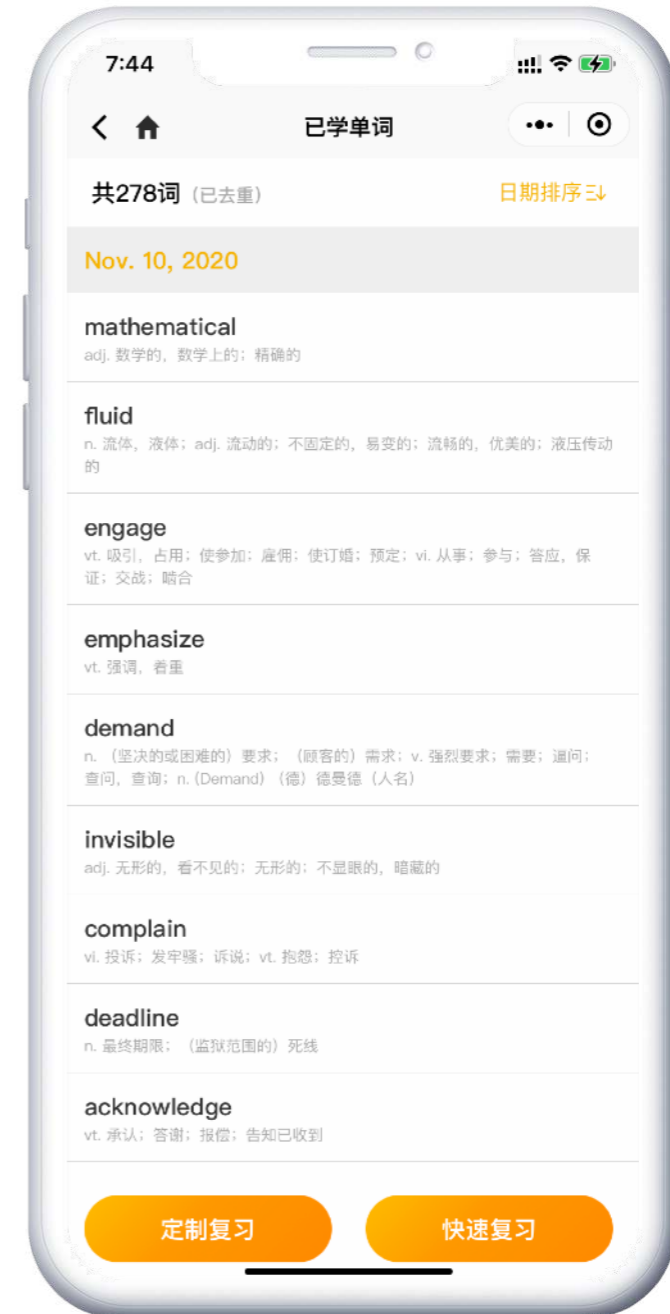 7:44
已学单词
共278词（已去重） 日期排序
Nov. 10, 2020
mathematical
adj. 数学的，数学上的；精确的
fluid
n. 流体，液体；adj. 流动的；不固定的，易变的；流畅的，优美的；液压传动
的
engage
vt. 吸引，占用；使参加；雇佣；使订婚；预定；vi. 从事；参与；答应，保
证；交战；啮合
emphasize
vt. 强调，着重
demand
n. （坚决的或困难的）要求；（顾客的）需求；v. 强烈要求；需要；逼问；
查问，查询；n. (Demand) （德）德曼德（人名）
invisible
adj. 无形的，看不见的；无形的；不显眼的，暗藏的
complain
vi. 投诉；发牢骚；诉说；vt. 抱怨；控诉
deadline
n. 最终期限；（监狱范围的）死线
acknowledge
vt. 承认；答谢；报偿；告知已收到
定制复习 快速复习